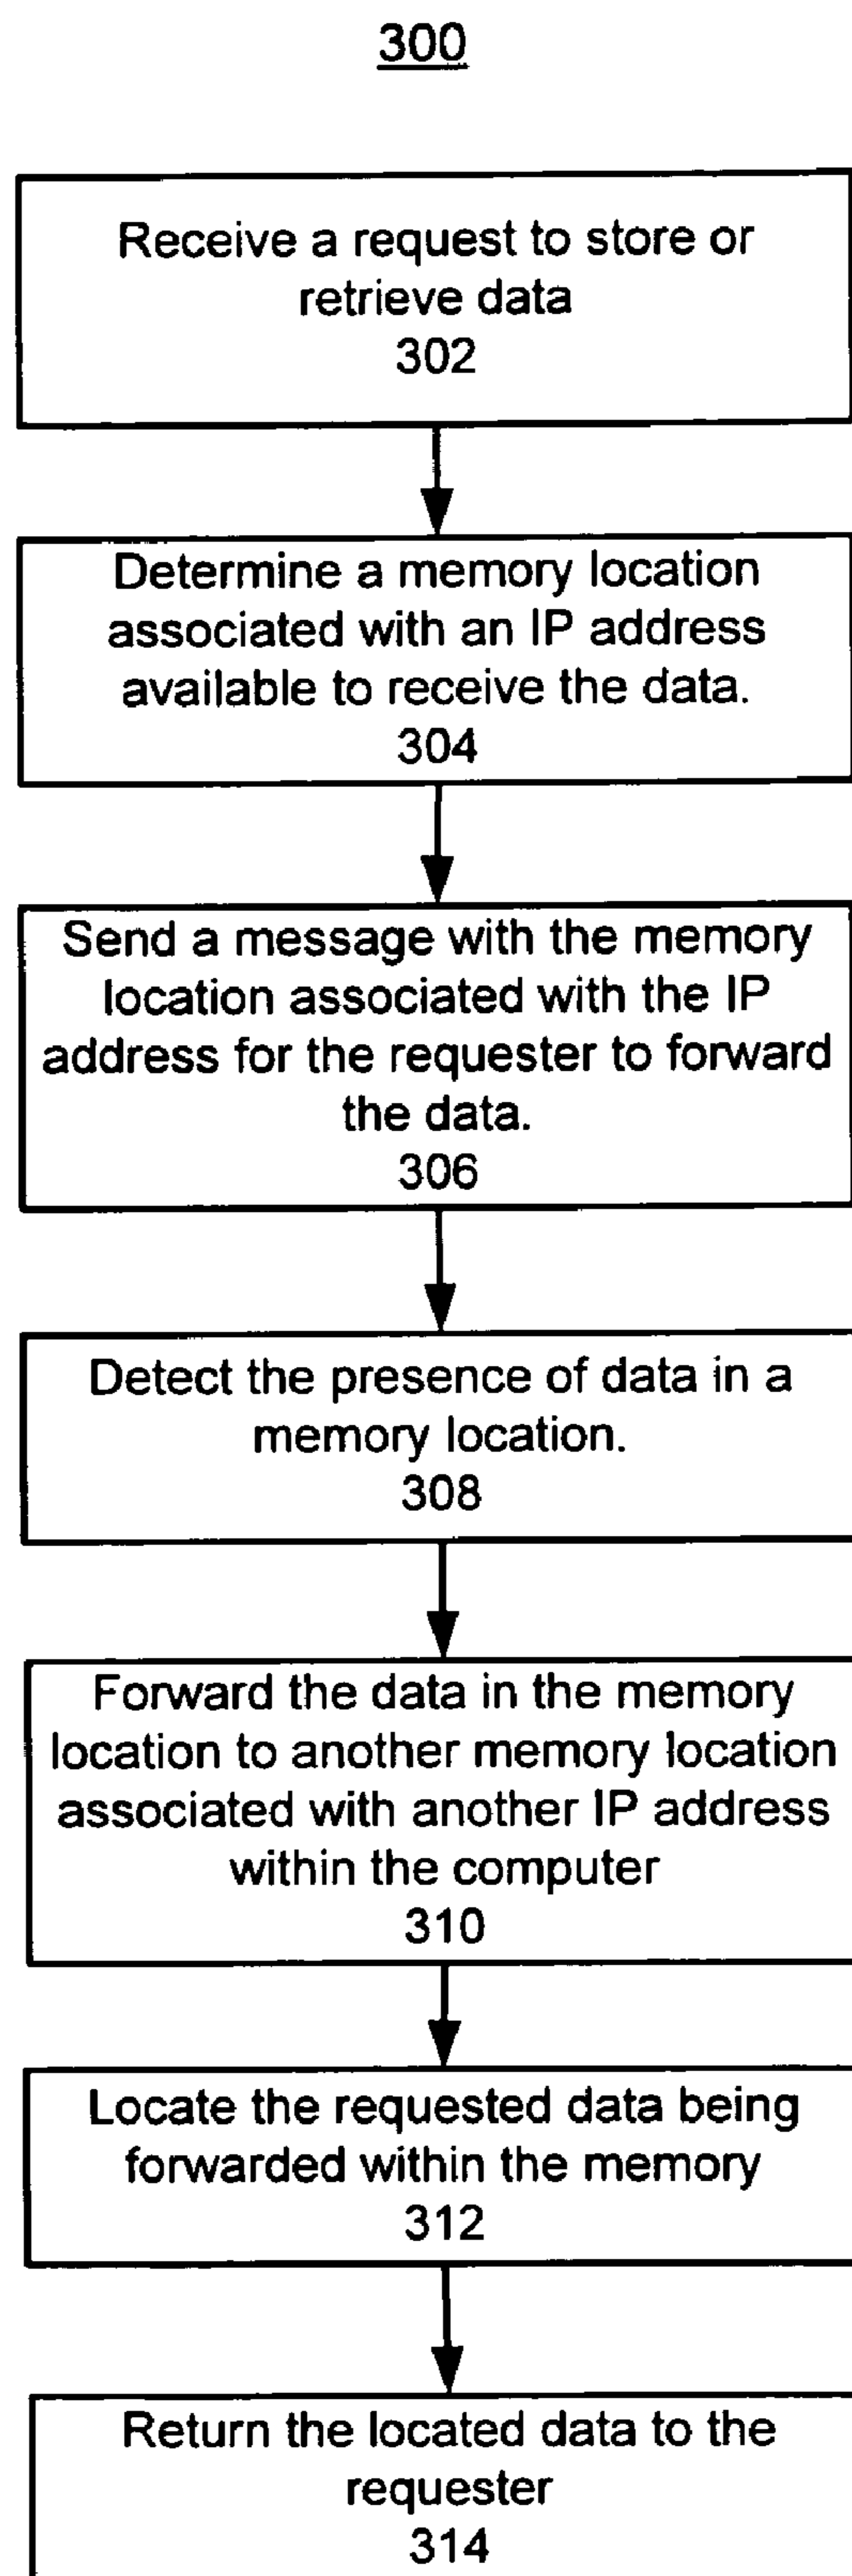 300
Receive a request to store or
retrieve data
302
Determine a memory location
associated with an IP address
available to receive the data.
304
Send a message with the memory
location associated with the IP
address for the requester to forward
the data.
306
Detect the presence of data in a
memory location.
308
Forward the data in the memory
location to another memory location
associated with another IP address
within the computer
310
Locate the requested data being
forwarded within the memory
312
Return the located data to the
requester
314